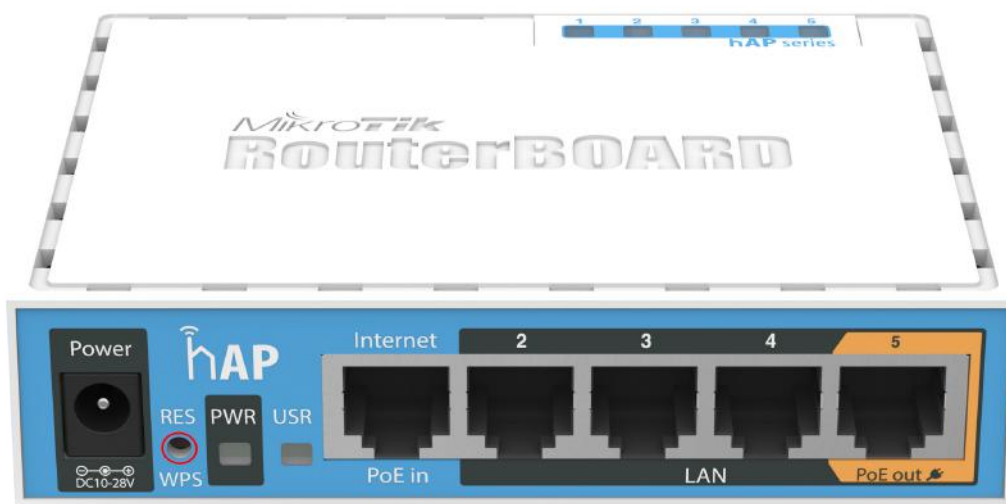 1 2 3 4 5
hAP series
MikroTik
RouterBOARD
Power
hAP
Internet
2
3
4
5
RES
PWR
USR
WPS
DC10-28V
PoE in
LAN
PoE out